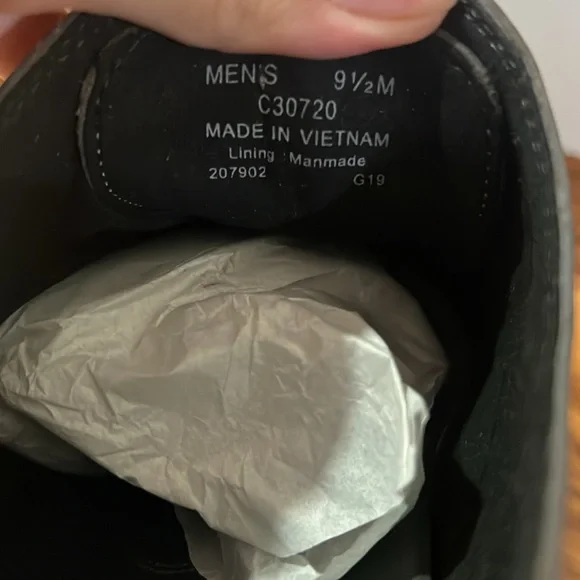 MEN'S 9½M
C30720
MADE IN VIETNAM
Lining Manmade
207902 G19